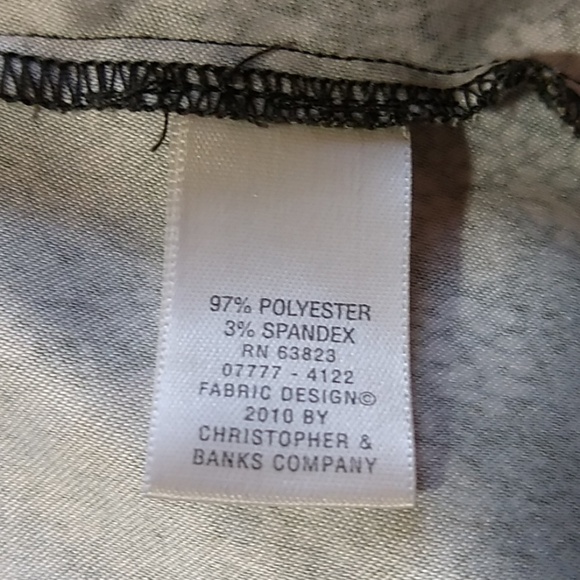 97% POLYESTER
3% SPANDEX
RN 63823
07777 - 4122
FABRIC DESIGN©
2010 BY
CHRISTOPHER &
BANKS COMPANY